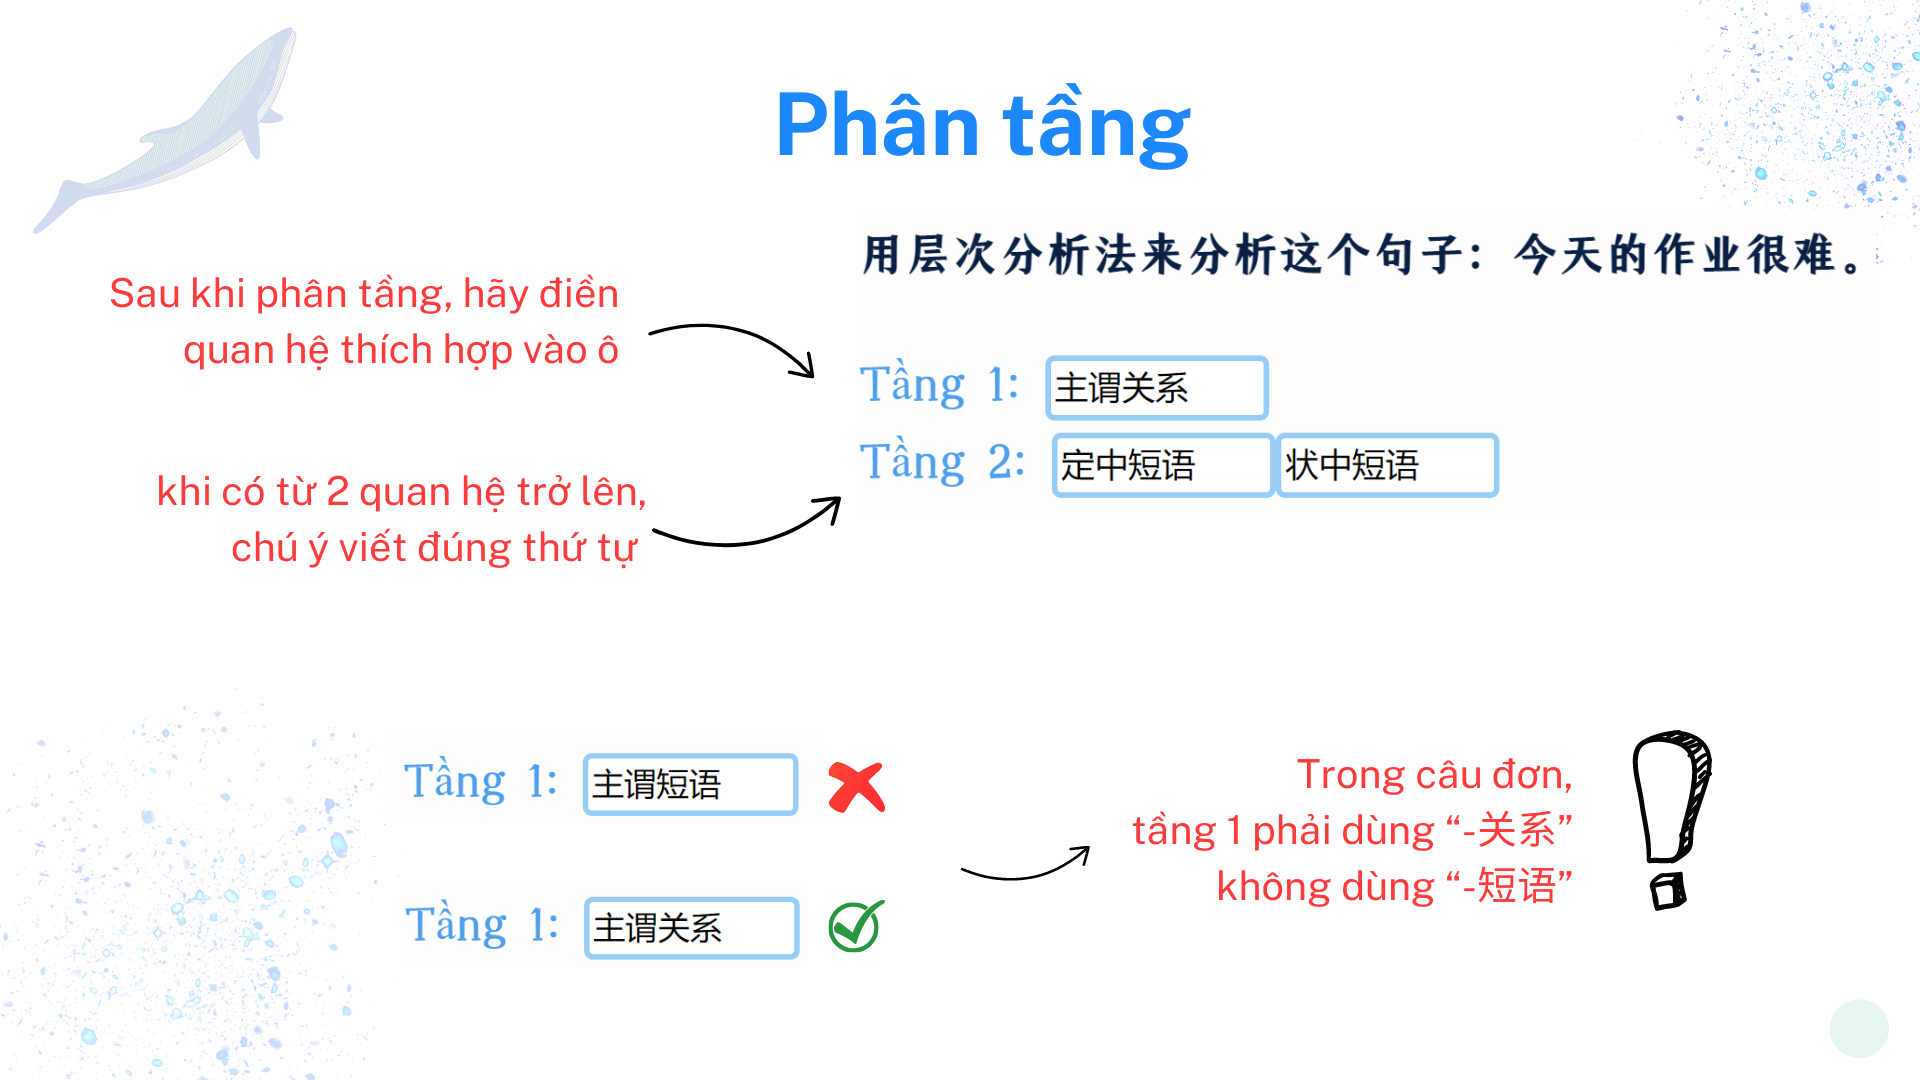 Phân tầng
用层次分析法来分析这个句子：今天的作业很难。
Sau khi phân tầng, hãy điền
quan hệ thích hợp vào ô
Tầng 1: 主谓关系
Tầng 2: 定中短语 状中短语
khi có từ 2 quan hệ trở lên,
chú ý viết đúng thứ tự
Tầng 1: 主谓短语
Tầng 1: 主谓关系
Trong câu đơn,
tầng 1 phải dùng “-关系”
không dùng “-短语”